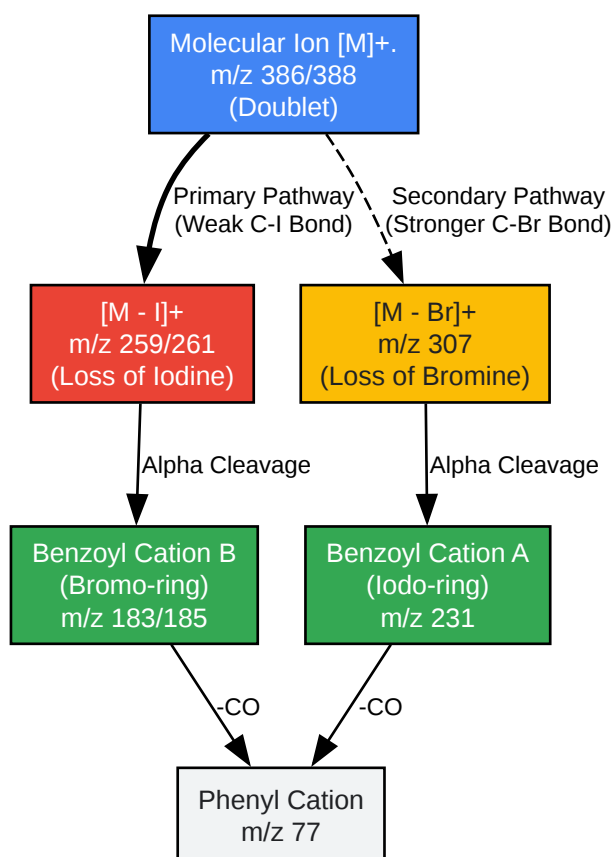 Molecular Ion [M]+.
m/z 386/388
(Doublet)
Primary Pathway
(Weak C-I Bond)
Secondary Pathway
(Stronger C-Br Bond)
[M - I]+
m/z 259/261
(Loss of Iodine)
[M - Br]+
m/z 307
(Loss of Bromine)
Alpha Cleavage
Alpha Cleavage
Benzoyl Cation B
(Bromo-ring)
m/z 183/185
Benzoyl Cation A
(Iodo-ring)
m/z 231
-CO
-CO
Phenyl Cation
m/z 77